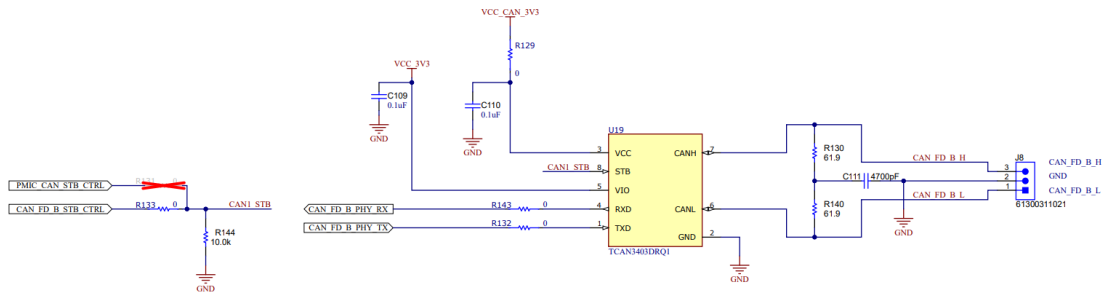 VCC_CAN_3V3
R129
0
VCC_3V3
C109
0.1uF
GND
C110
0.1uF
GND
U19
3 VCC
CANH 7
CAN1_STB
8 STB
5 VIO
4 RXD
CANL 6
1 TXD
GND 2
TCAN3403DRQ1
GND
R130
61.9
C111 4700pF
R140
61.9
GND
CAN_FD_B_H
CAN_FD_B_L
J8
3
2
1
61300311021
CAN_FD_B_H
GND
CAN_FD_B_L
PMIC_CAN_STB_CTRL
0
CAN_FD_B_STB_CTRL
R133 0
CAN1_STB
R144
10.0k
GND
CAN_FD_B_PHY_RX
R143 0
CAN_FD_B_PHY_TX
R132 0